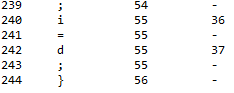 239 ; 54 -
240 i 55 36
241 = 55 -
242 d 55 37
243 ; 55 -
244 } 56 -